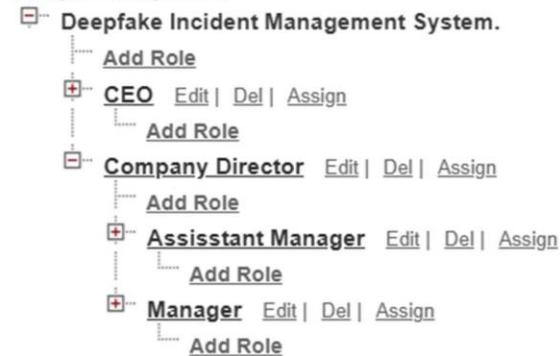 Deepfake Incident Management System.
Add Role
CEO Edit | Del | Assign
Add Role
Company Director Edit | Del | Assign
Add Role
Assisstant Manager Edit | Del | Assign
Add Role
Manager Edit | Del | Assign
Add Role